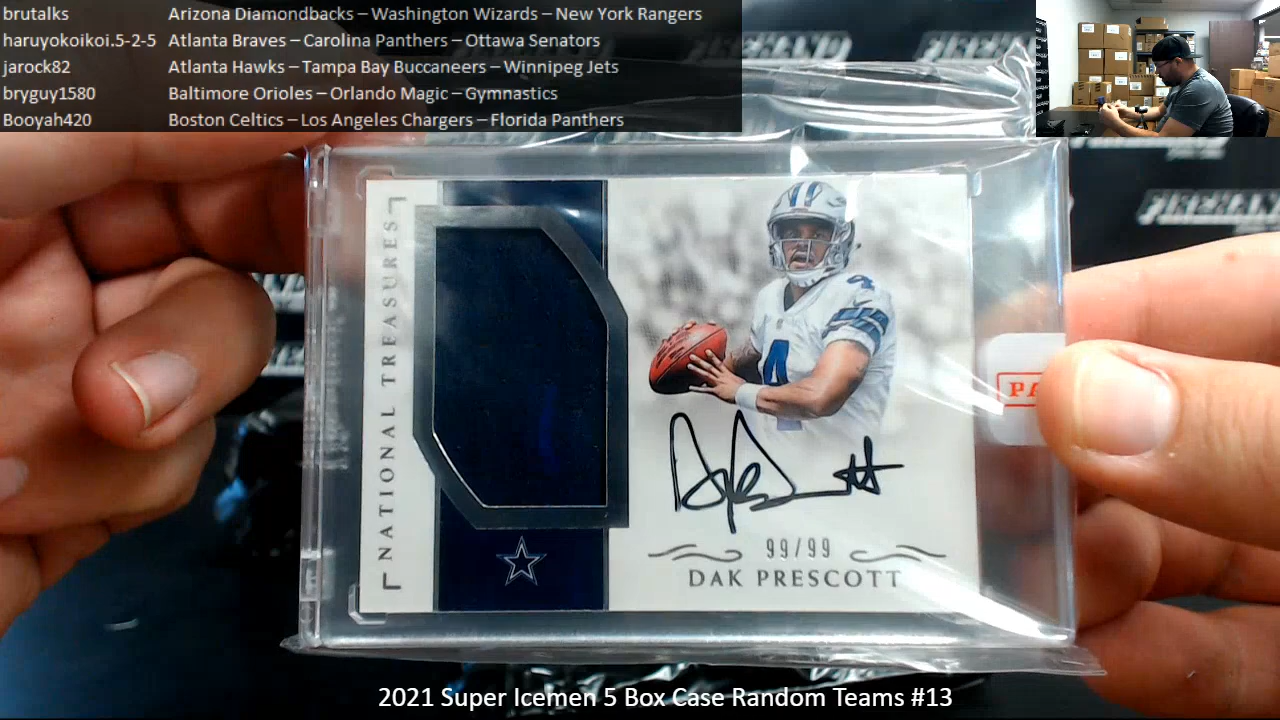 brutalks Arizona Diamondbacks – Washington Wizards – New York Rangers
haruyokoikoi.5-2-5 Atlanta Braves – Carolina Panthers – Ottawa Senators
jarock82 Atlanta Hawks – Tampa Bay Buccaneers – Winnipeg Jets
bryguy1580 Baltimore Orioles – Orlando Magic – Gymnastics
Booyah420 Boston Celtics – Los Angeles Chargers – Florida Panthers
NATIONAL TREASURES
4
4
99/99
DAK PRESCOTT
2021 Super Icemen 5 Box Case Random Teams #13